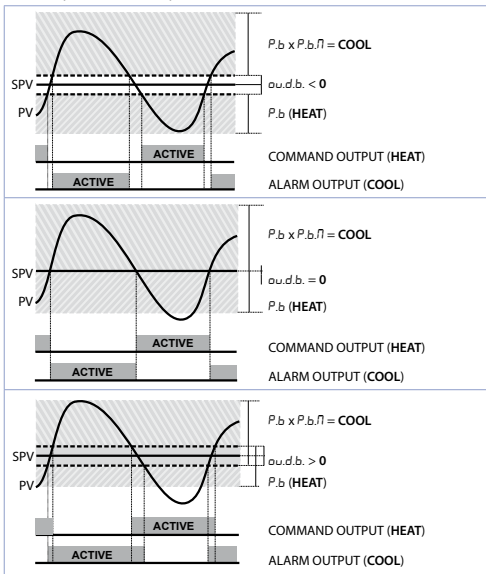 P.b x P.b.M = COOL
SPV
ou.d.b. < 0
PV
P.b (HEAT)
ACTIVE
COMMAND OUTPUT (HEAT)
ACTIVE
ALARM OUTPUT (COOL)
P.b x P.b.M = COOL
SPV
ou.d.b. = 0
PV
P.b (HEAT)
ACTIVE
COMMAND OUTPUT (HEAT)
ACTIVE
ALARM OUTPUT (COOL)
P.b x P.b.M = COOL
SPV
ou.d.b. > 0
PV
P.b (HEAT)
ACTIVE
COMMAND OUTPUT (HEAT)
ACTIVE
ALARM OUTPUT (COOL)